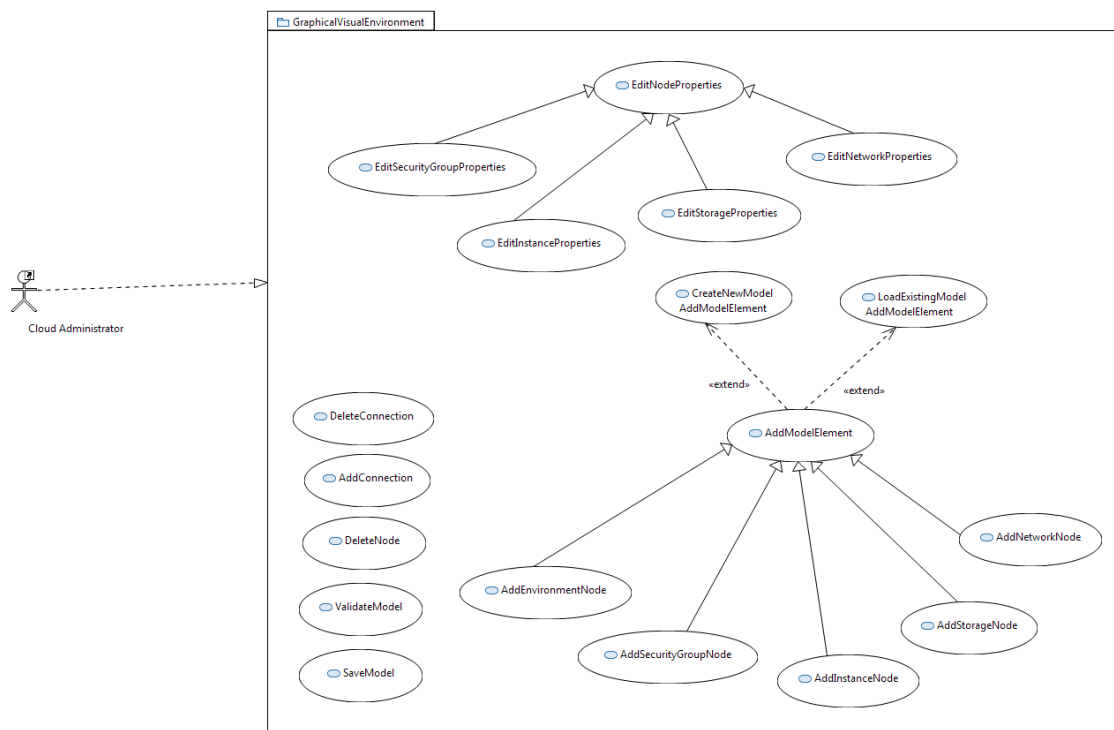 GraphicalVisualEnvironment
EditNodeProperties
EditSecurityGroupProperties
EditNetworkProperties
EditStorageProperties
EditInstanceProperties
Cloud Administrator
CreateNewModel
AddModelElement
LoadExistingModel
AddModelElement
«extend»
«extend»
DeleteConnection
AddModelElement
AddConnection
DeleteNode
AddNetworkNode
AddEnvironmentNode
ValidateModel
AddStorageNode
AddSecurityGroupNode
SaveModel
AddInstanceNode